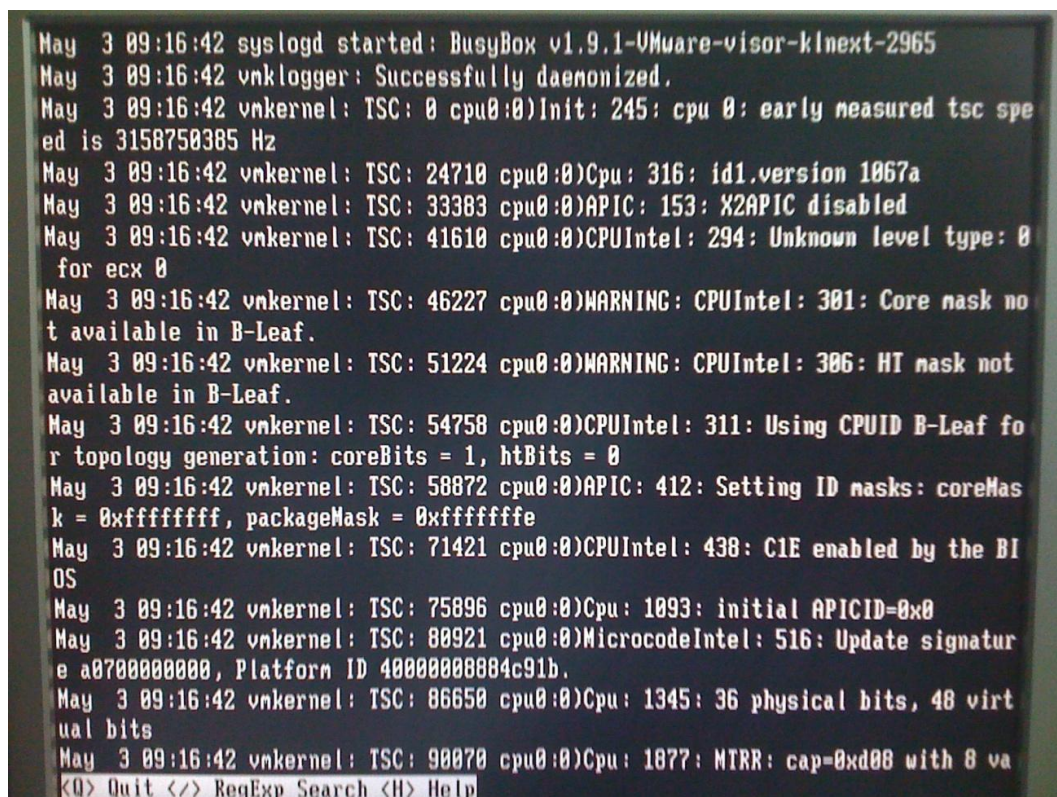 May  3 09:16:42 syslogd started: BusyBox v1.9.1-VMware-visor-klnext-2965
May  3 09:16:42 vmklogger: Successfully daemonized.
May  3 09:16:42 vmkernel: TSC: 0 cpu0:0)Init: 245: cpu 0: early measured tsc spe
ed is 3158750385 Hz
May  3 09:16:42 vmkernel: TSC: 24710 cpu0:0)Cpu: 316: id1.version 1067a
May  3 09:16:42 vmkernel: TSC: 33383 cpu0:0)APIC: 153: X2APIC disabled
May  3 09:16:42 vmkernel: TSC: 41610 cpu0:0)CPUIntel: 294: Unknown level type: 0
 for ecx 0
May  3 09:16:42 vmkernel: TSC: 46227 cpu0:0)WARNING: CPUIntel: 301: Core mask no
t available in B-Leaf.
May  3 09:16:42 vmkernel: TSC: 51224 cpu0:0)WARNING: CPUIntel: 306: HT mask not
available in B-Leaf.
May  3 09:16:42 vmkernel: TSC: 54758 cpu0:0)CPUIntel: 311: Using CPUID B-Leaf fo
r topology generation: coreBits = 1, htBits = 0
May  3 09:16:42 vmkernel: TSC: 58872 cpu0:0)APIC: 412: Setting ID masks: coreMas
k = 0xffffffff, packageMask = 0xfffffffe
May  3 09:16:42 vmkernel: TSC: 71421 cpu0:0)CPUIntel: 438: C1E enabled by the BI
OS
May  3 09:16:42 vmkernel: TSC: 75896 cpu0:0)Cpu: 1093: initial APICID=0x0
May  3 09:16:42 vmkernel: TSC: 80921 cpu0:0)MicrocodeIntel: 516: Update signatur
e a0700000000, Platform ID 40000008884c91b.
May  3 09:16:42 vmkernel: TSC: 86650 cpu0:0)Cpu: 1345: 36 physical bits, 48 virt
ual bits
May  3 09:16:42 vmkernel: TSC: 90070 cpu0:0)Cpu: 1877: MTRR: cap=0xd08 with 8 va
<Q> Quit </> RegExp Search <H> Help